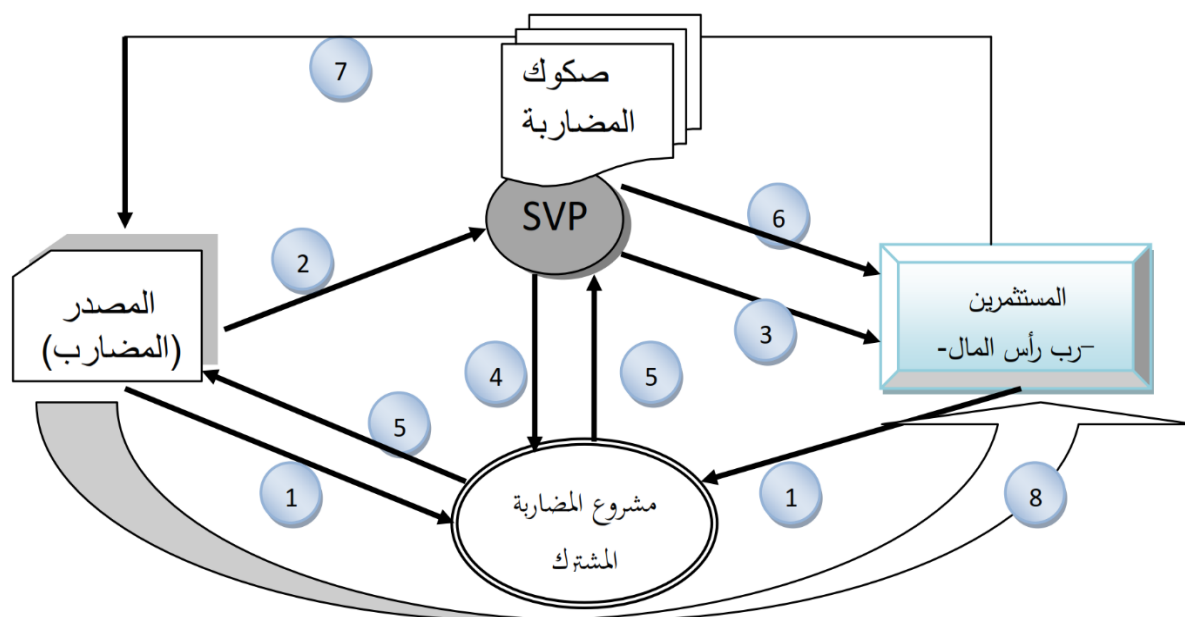 7
صكوك
المضاربة
SVP
6
2
المصدر
(المضارب)
المستثمرين
-رب رأس المال-
3
4
5
5
1
مشروع المضاربة
المشترك
1
8